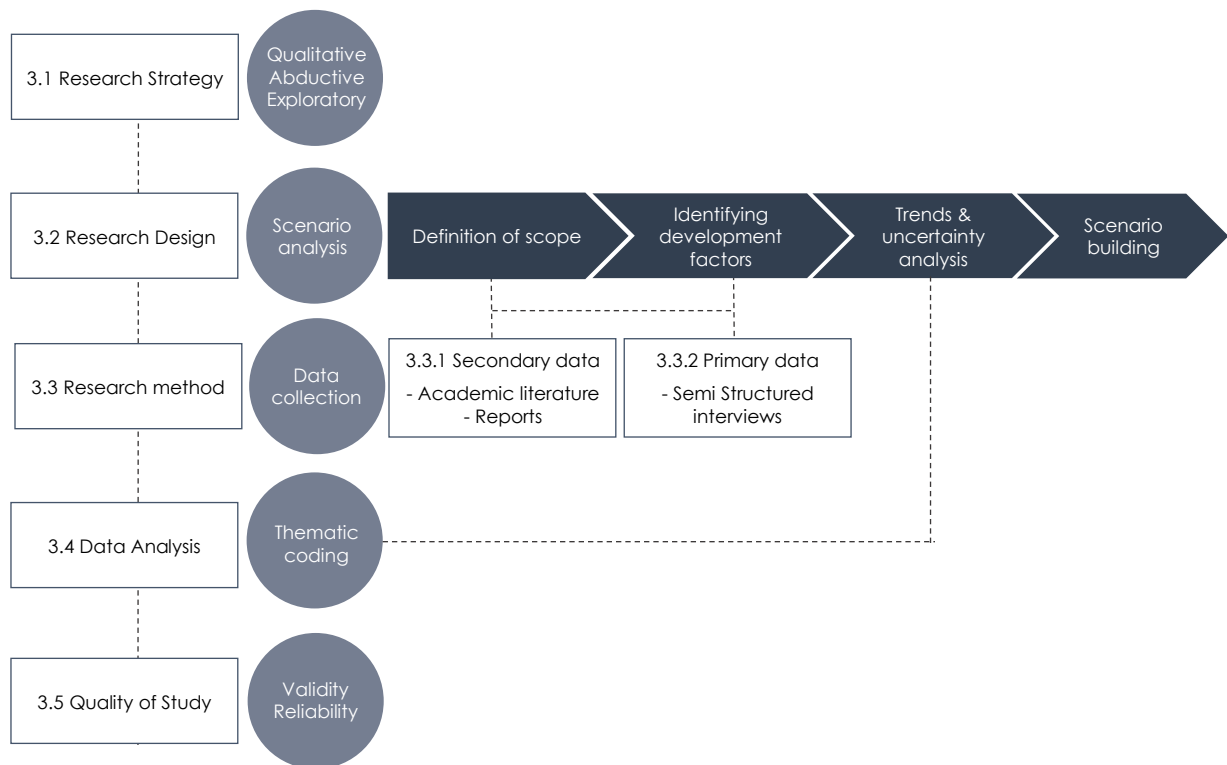 3.1 Research Strategy
Qualitative
Abductive
Exploratory
3.2 Research Design
Scenario
analysis
Definition of scope
Identifying
development
factors
Trends &
uncertainty
analysis
Scenario
building
3.3 Research method
Data
collection
3.3.1 Secondary data
- Academic literature
- Reports
3.3.2 Primary data
- Semi Structured
interviews
3.4 Data Analysis
Thematic
coding
3.5 Quality of Study
Validity
Reliability